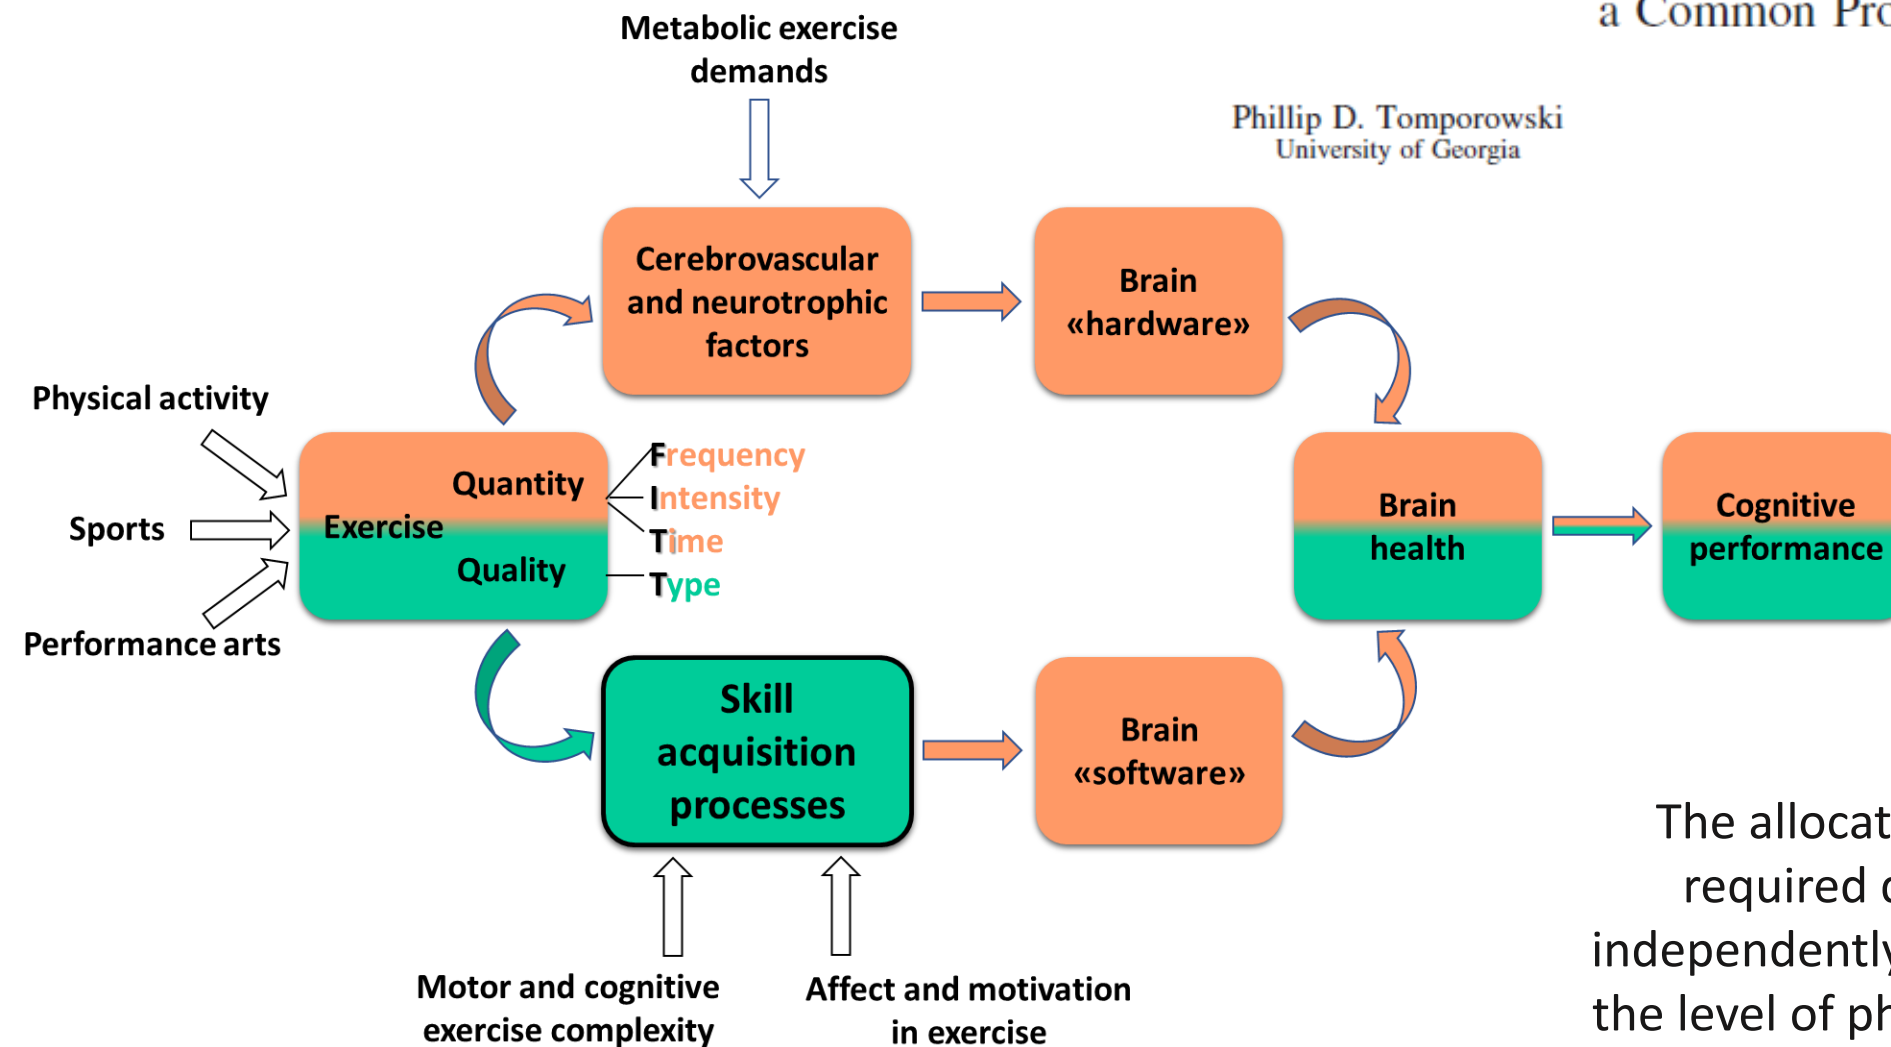 a Common Pro
Phillip D. Tomporowski
University of Georgia
Metabolic exercise
demands
Cerebrovascular
and neurotrophic
factors
Brain
«hardware»
Physical activity
Sports
Performance arts
Quantity
Exercise
Quality
Frequency
Intensity
Time
Type
Brain
health
Cognitive
performance
Skill
acquisition
processes
Brain
«software»
Motor and cognitive
exercise complexity
Affect and motivation
in exercise
The allocat
required
independently
the level of ph